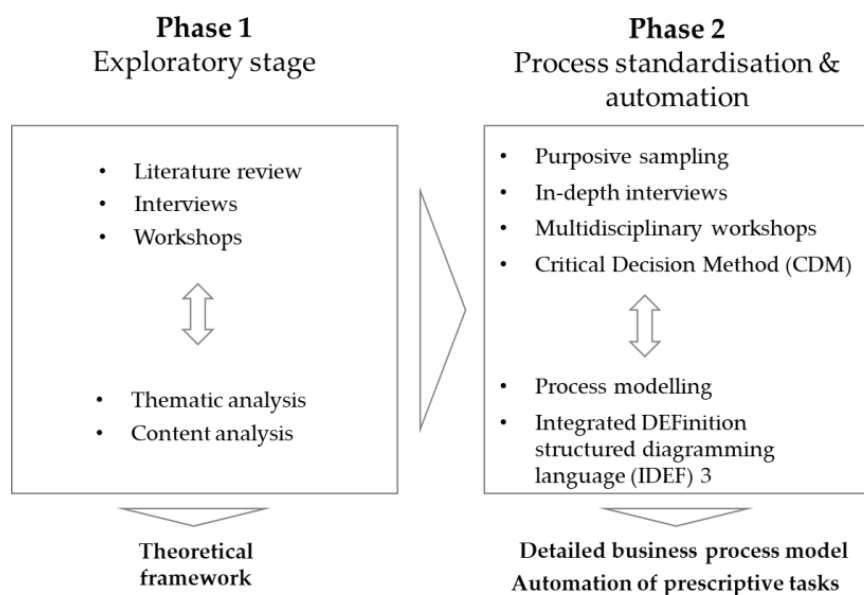 Phase 1
Exploratory stage
• Literature review
• Interviews
• Workshops
• Thematic analysis
• Content analysis
Theoretical
framework
Phase 2
Process standardisation &
automation
• Purposive sampling
• In-depth interviews
• Multidisciplinary workshops
• Critical Decision Method (CDM)
• Process modelling
• Integrated DEFinition
structured diagramming
language (IDEF) 3
Detailed business process model
Automation of prescriptive tasks